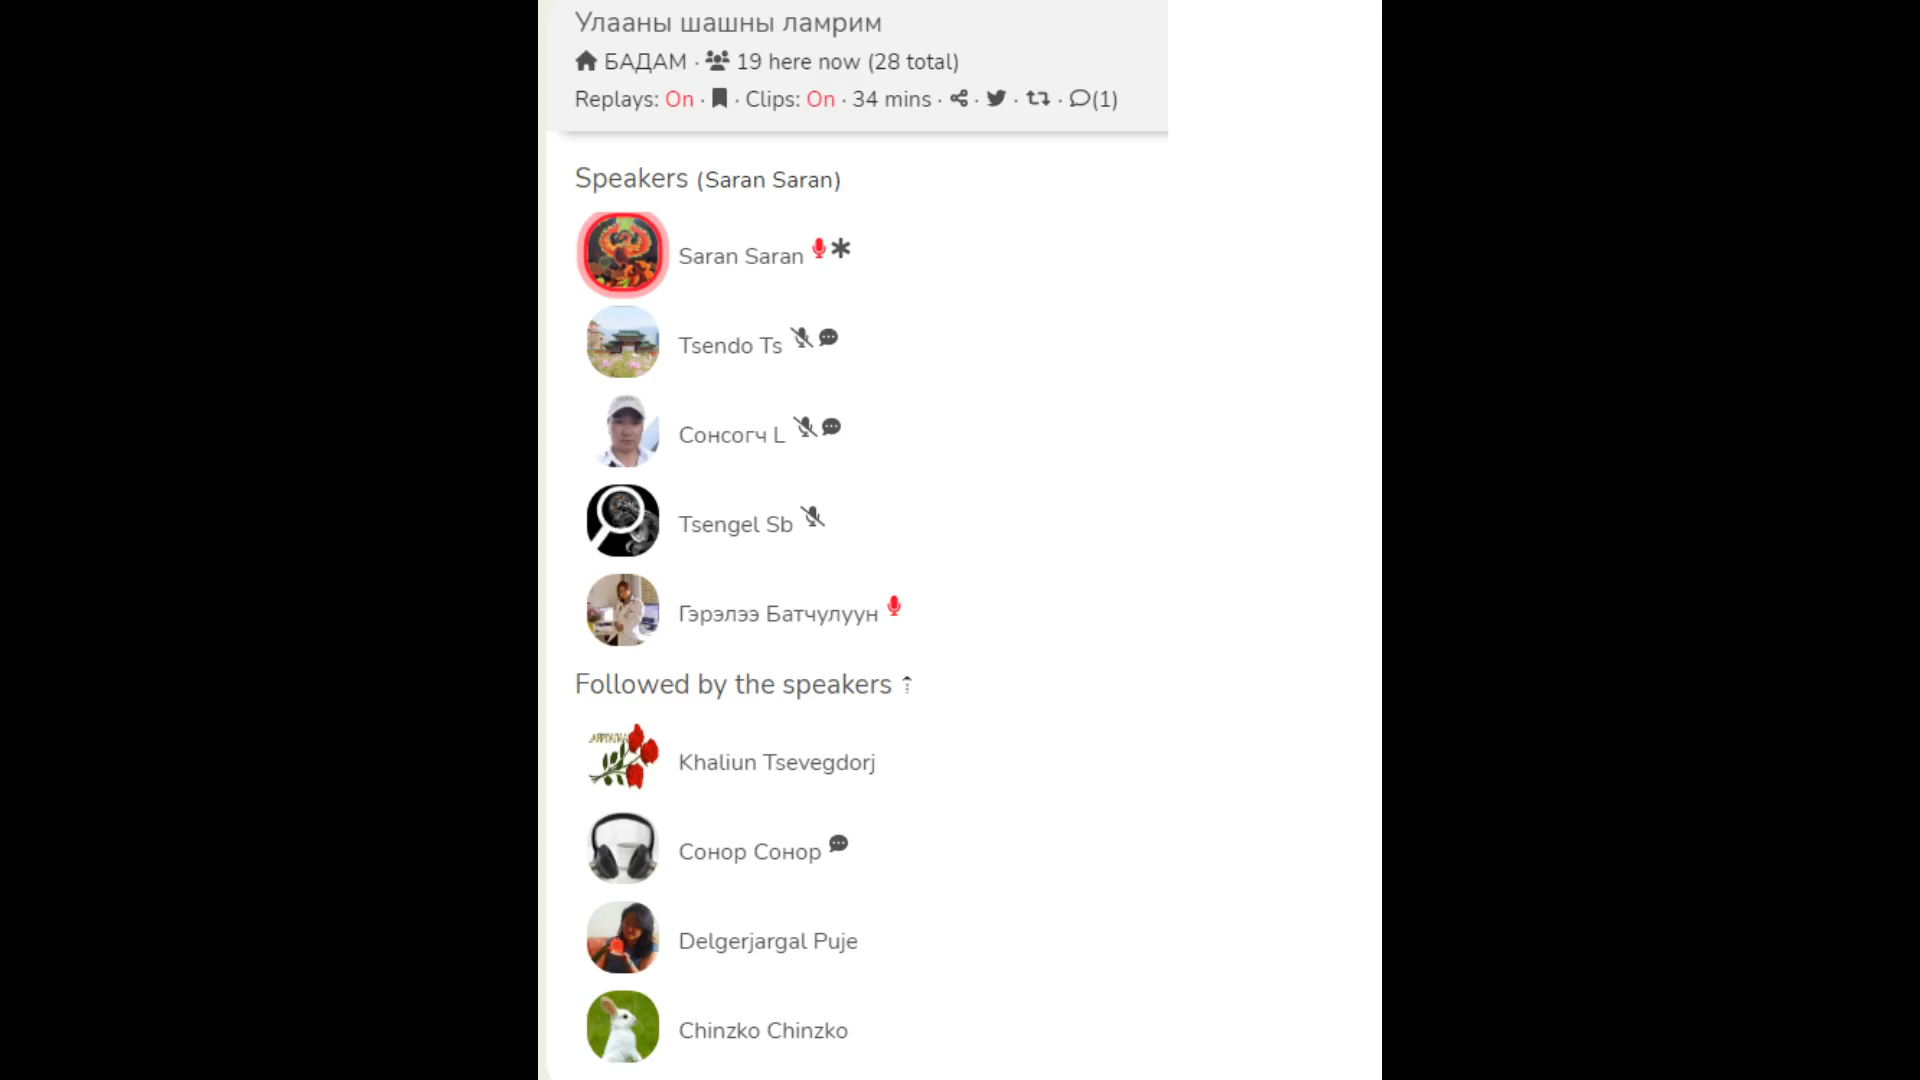 Улааны шашны ламрим
БАДАМ · 19 here now (28 total)
Replays: On · · Clips: On · 34 mins · · · · (1)
Speakers (Saran Saran)
Saran Saran
Tsendo Ts
Сонсогч L
Tsengel Sb
Гэрэлээ Батчулуун
Followed by the speakers
Khaliun Tsevegdorj
Сонор Сонор
Delgerjargal Puje
Chinzko Chinzko